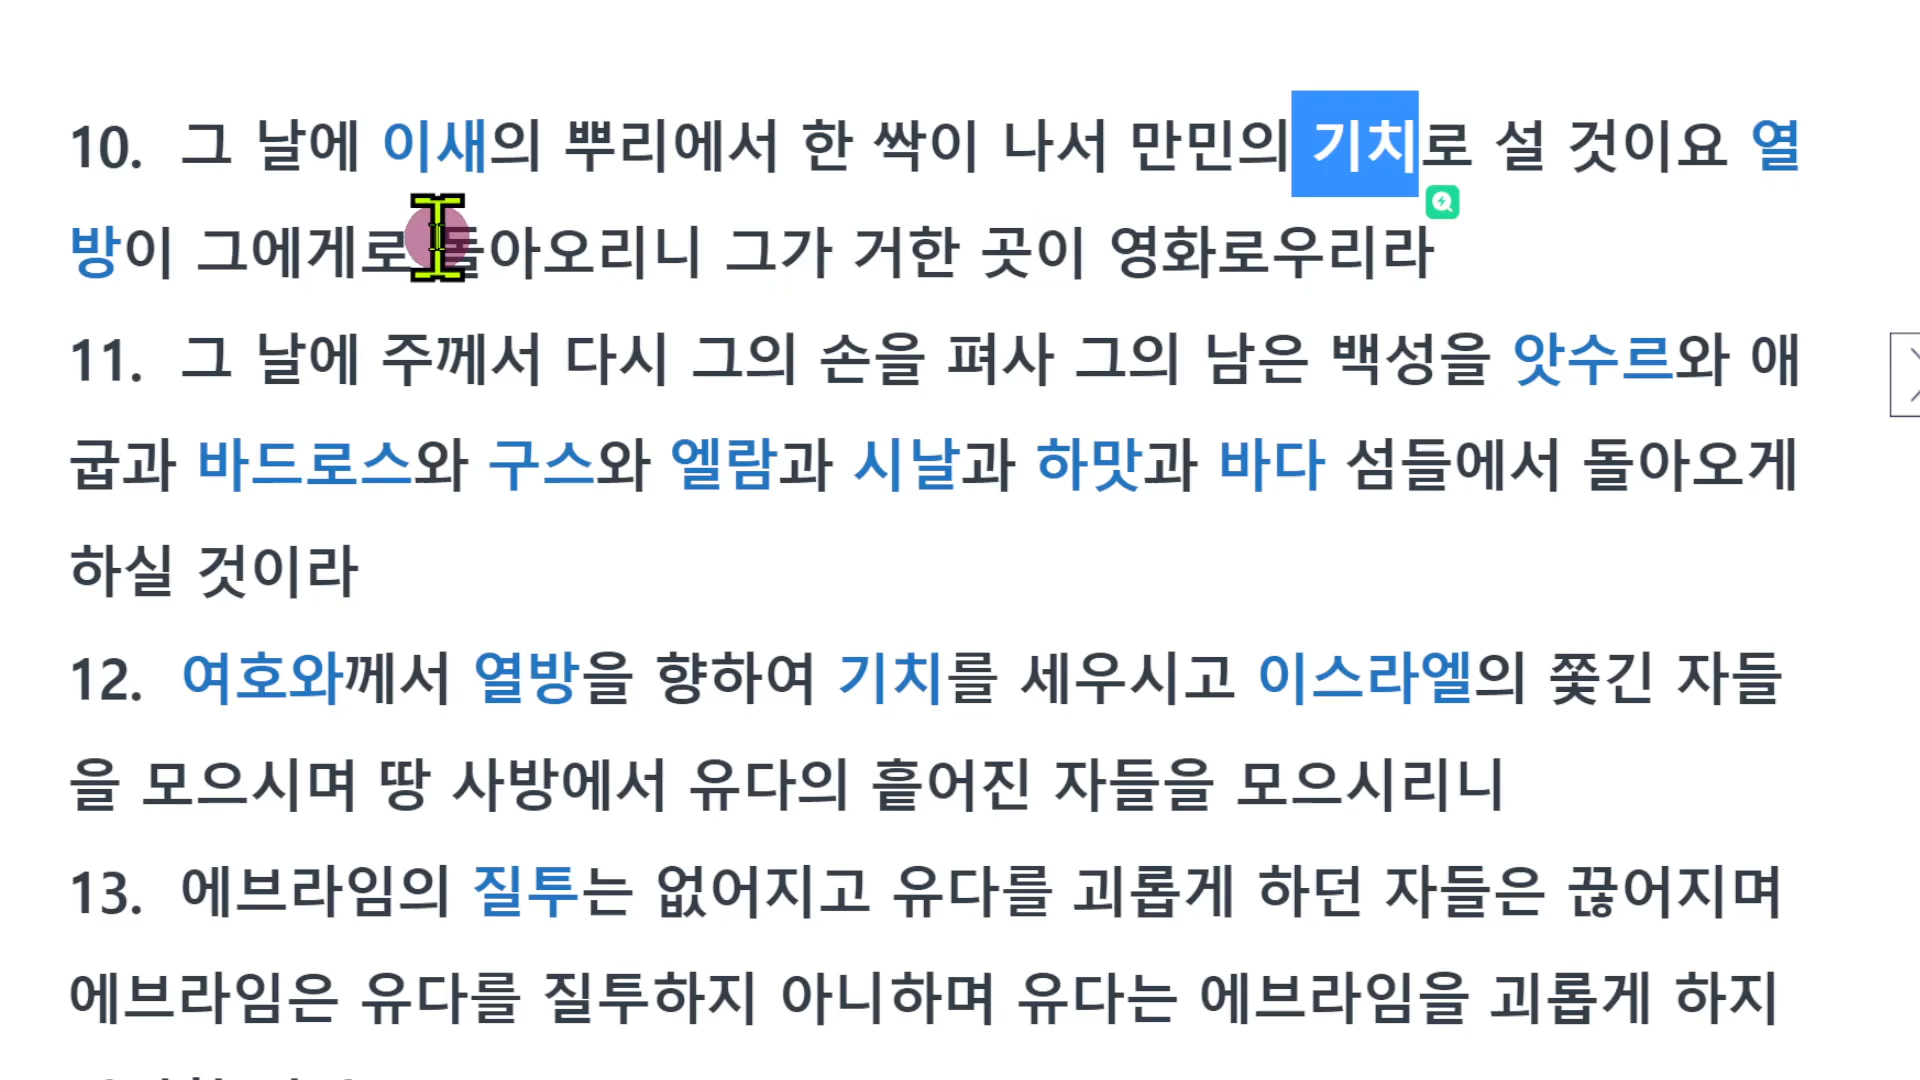 10. 그 날에 이새의 뿌리에서 한 싹이 나서 만민의 기치로 설 것이요 열
방이 그에게로 돌아오리니 그가 거한 곳이 영화로우리라
11. 그 날에 주께서 다시 그의 손을 펴사 그의 남은 백성을 앗수르와 애
굽과 바드로스와 구스와 엘람과 시날과 하맛과 바다 섬들에서 돌아오게
하실 것이라
12. 여호와께서 열방을 향하여 기치를 세우시고 이스라엘의 쫓긴 자들
을 모으시며 땅 사방에서 유다의 흩어진 자들을 모으시리니
13. 에브라임의 질투는 없어지고 유다를 괴롭게 하던 자들은 끊어지며
에브라임은 유다를 질투하지 아니하며 유다는 에브라임을 괴롭게 하지